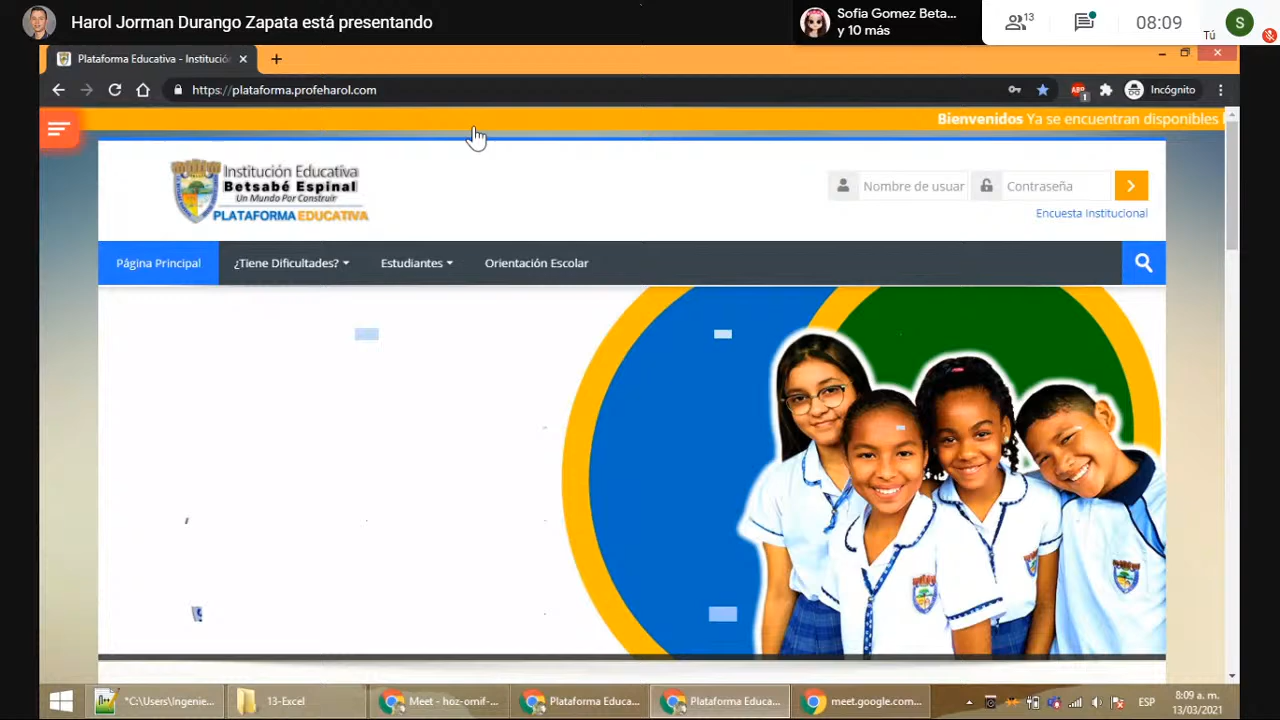 Harol Jorman Durango Zapata está presentando
Sofia Gomez Beta...
y 10 más
13
08:09
Tú
S
Plataforma Educativa - Institució
https://plataforma.profeharol.com
ABP
1
Incógnito
Bienvenidos Ya se encuentran disponibles
Institución Educativa
Betsabé Espinal
Un Mundo Por Construir
PLATAFORMA EDUCATIVA
Nombre de usuar
Contraseña
Encuesta Institucional
Página Principal
¿Tiene Dificultades?
Estudiantes
Orientación Escolar
*C:\Users\Ingenie...
13-Excel
Meet - hoz-omif-...
Plataforma Educa...
Plataforma Educa...
meet.google.com...
ESP
8:09 a. m.
13/03/2021